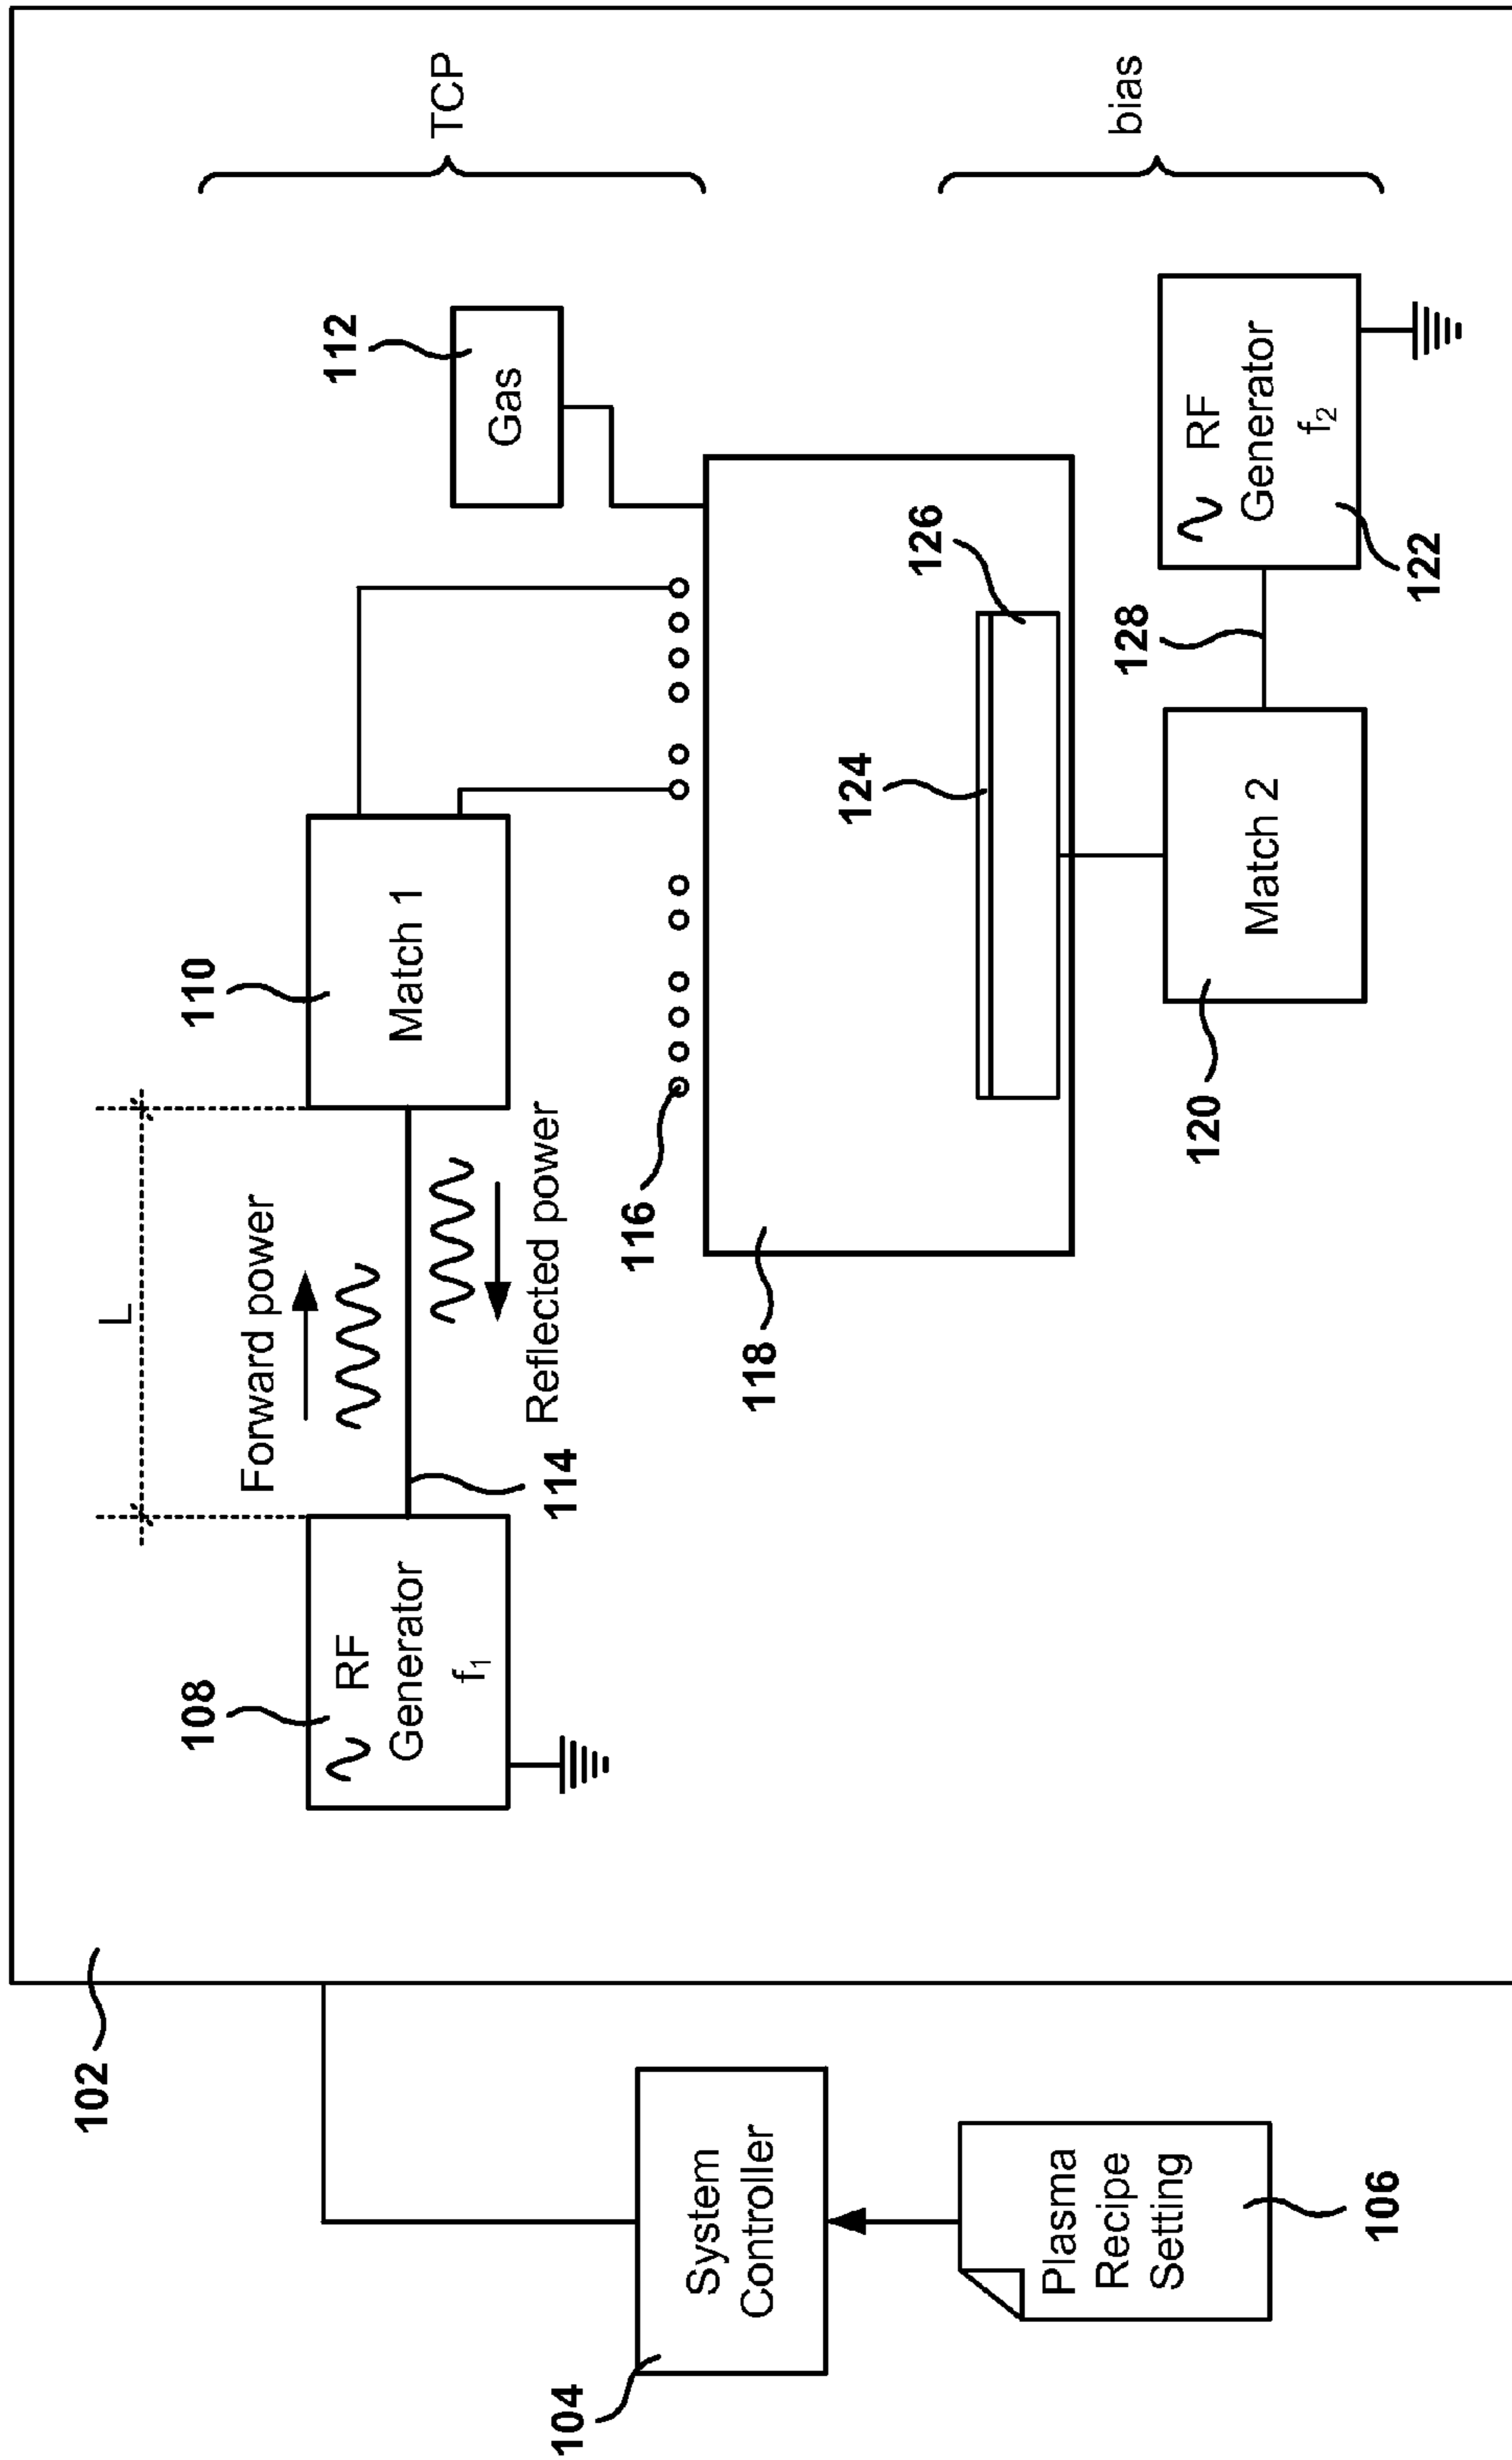 102
L
Forward power
Reflected power
108
RF
Generator
f₁
114
110
Match 1
112
Gas
TCP
116
118
124
126
bias
104
System
Controller
106
Plasma
Recipe
Setting
120
Match 2
128
122
RF
Generator
f₂